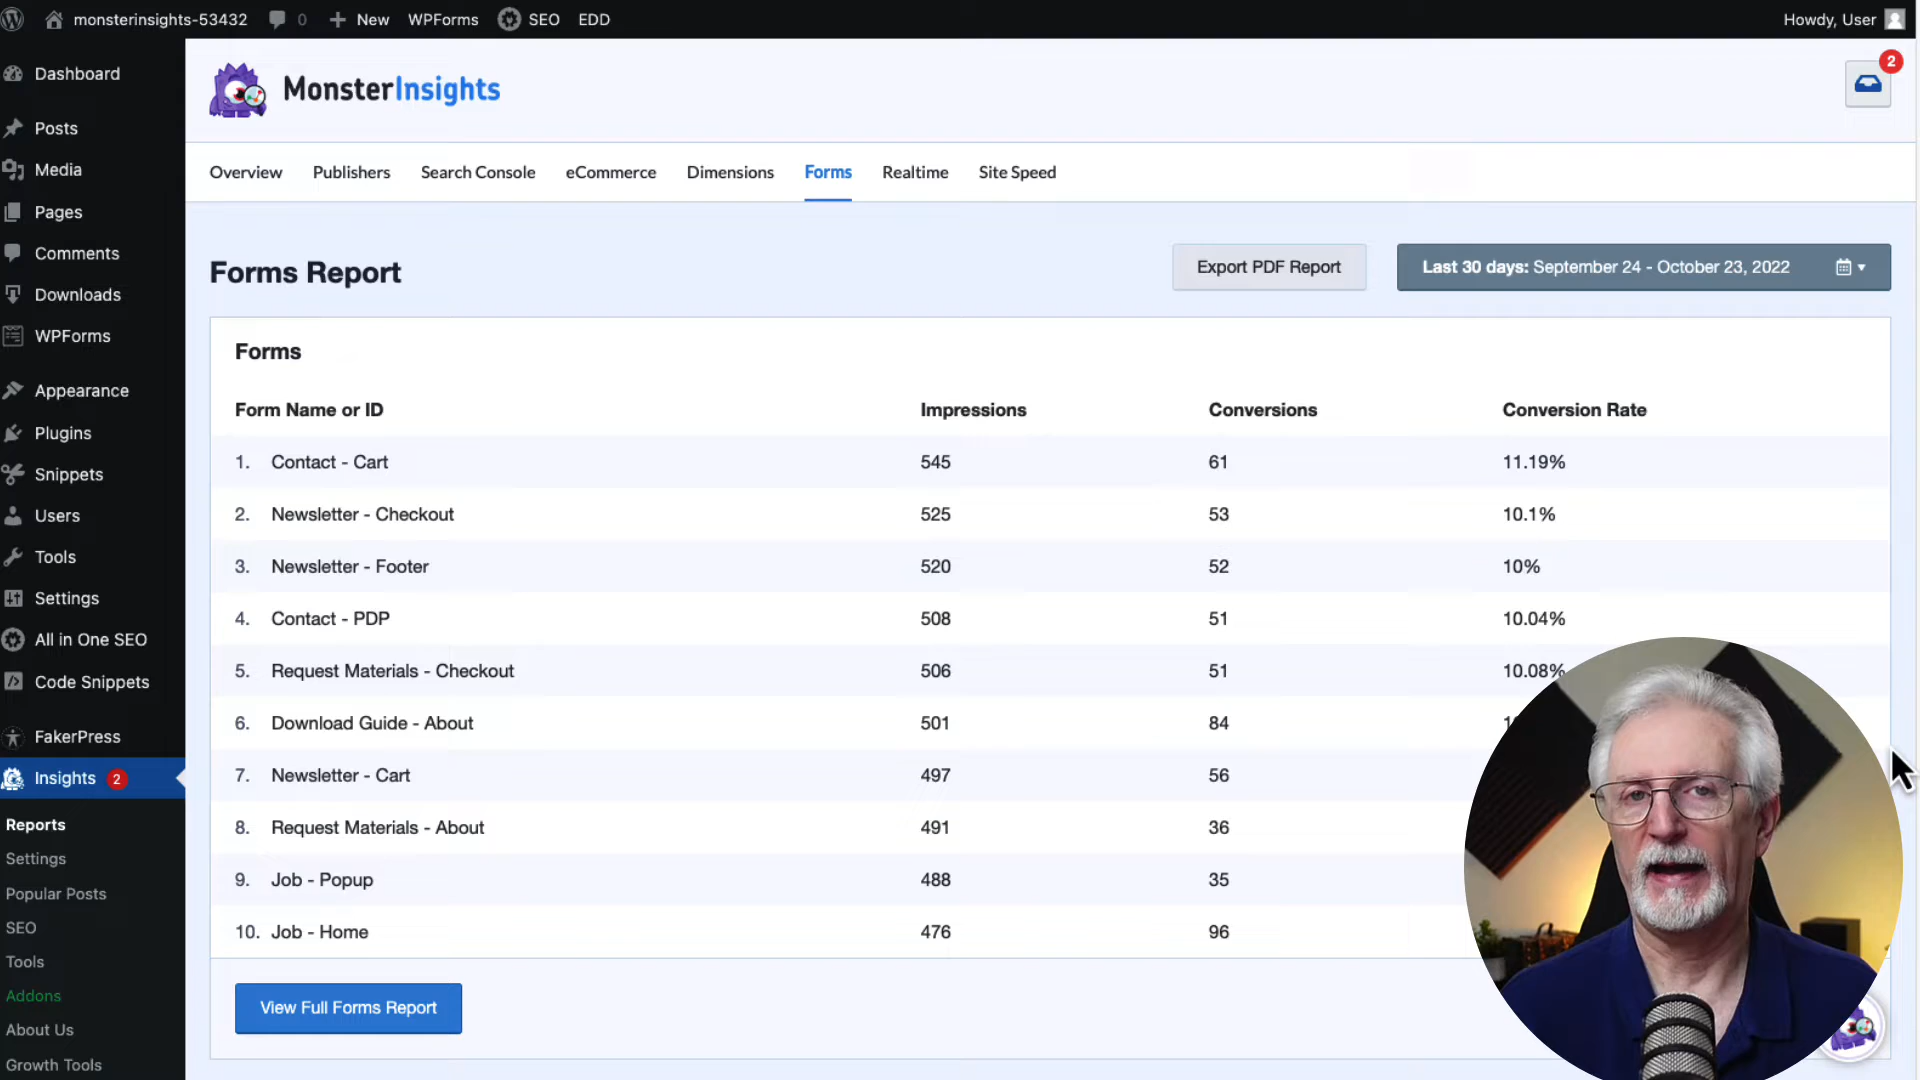 monsterinsights-53432 0 New WPForms SEO EDD Howdy, User
Dashboard
Posts
Media
Pages
Comments
Downloads
WPForms
Appearance
Plugins
Snippets
Users
Tools
Settings
All in One SEO
Code Snippets
FakerPress
Insights 2
Reports
Settings
Popular Posts
SEO
Tools
Addons
About Us
Growth Tools
MonsterInsights
2
Overview Publishers Search Console eCommerce Dimensions Forms Realtime Site Speed
Forms Report
Export PDF Report
Last 30 days: September 24 - October 23, 2022
Forms
Form Name or ID Impressions Conversions Conversion Rate
1. Contact - Cart 545 61 11.19%
2. Newsletter - Checkout 525 53 10.1%
3. Newsletter - Footer 520 52 10%
4. Contact - PDP 508 51 10.04%
5. Request Materials - Checkout 506 51 10.08%
6. Download Guide - About 501 84
7. Newsletter - Cart 497 56
8. Request Materials - About 491 36
9. Job - Popup 488 35
10. Job - Home 476 96
View Full Forms Report